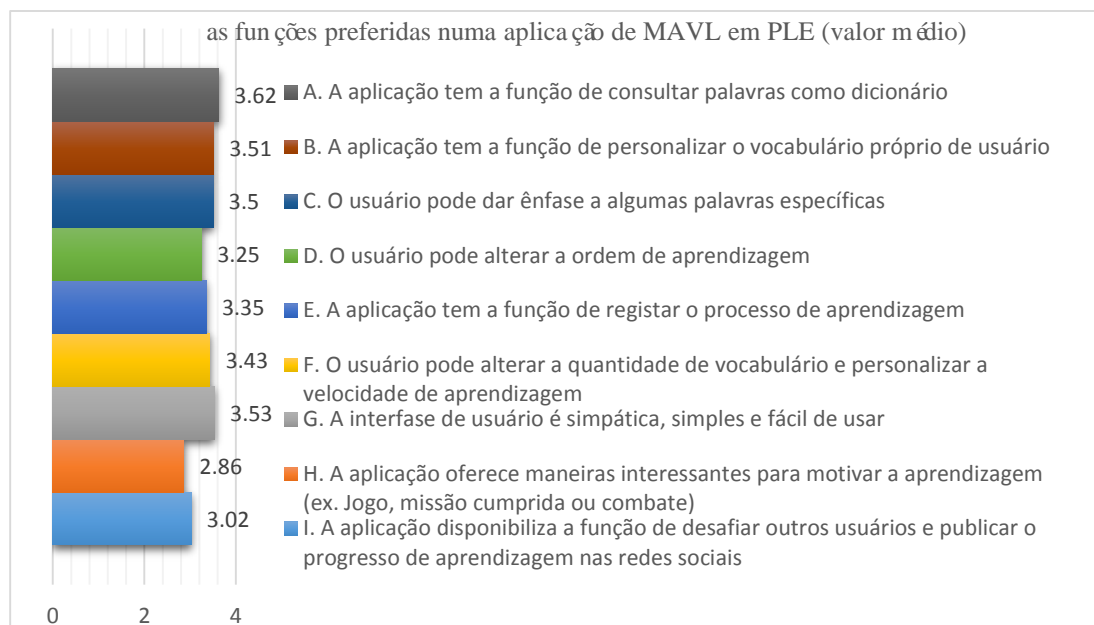 as funções preferidas numa aplicação de MAVL em PLE (valor médio)
3.62
A. A aplicação tem a função de consultar palavras como dicionário
3.51
B. A aplicação tem a função de personalizar o vocabulário próprio de usuário
3.5
C. O usuário pode dar ênfase a algumas palavras específicas
3.25
D. O usuário pode alterar a ordem de aprendizagem
3.35
E. A aplicação tem a função de registar o processo de aprendizagem
3.43
F. O usuário pode alterar a quantidade de vocabulário e personalizar a
velocidade de aprendizagem
3.53
G. A interfase de usuário é simpática, simples e fácil de usar
2.86
H. A aplicação oferece maneiras interessantes para motivar a aprendizagem
(ex. Jogo, missão cumprida ou combate)
3.02
I. A aplicação disponibiliza a função de desafiar outros usuários e publicar o
progresso de aprendizagem nas redes sociais
0 2 4